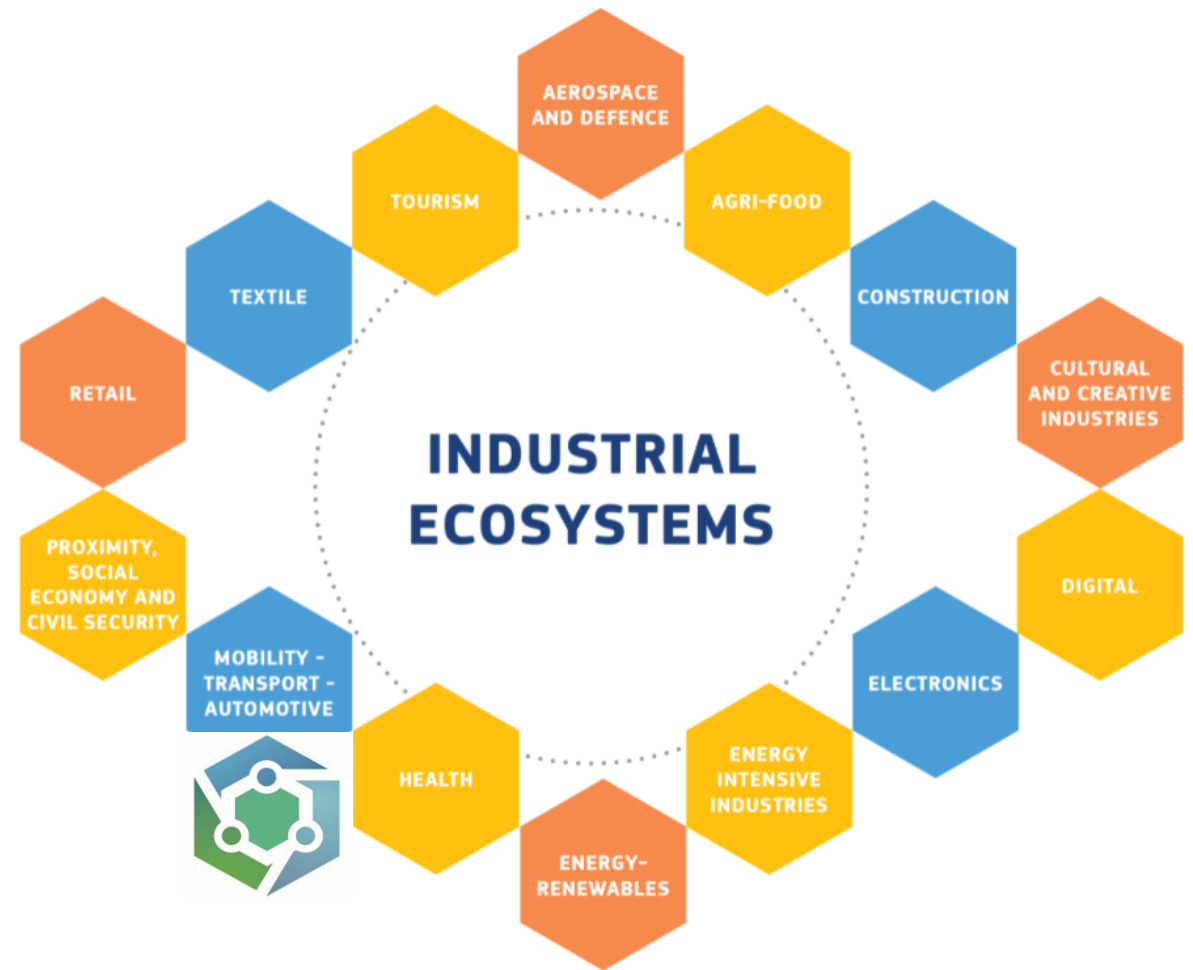 AEROSPACE
AND DEFENCE
TOURISM
AGRI-FOOD
TEXTILE
CONSTRUCTION
RETAIL
CULTURAL
AND CREATIVE
INDUSTRIES
INDUSTRIAL
ECOSYSTEMS
PROXIMITY,
SOCIAL
ECONOMY AND
CIVIL SECURITY
DIGITAL
MOBILITY -
TRANSPORT -
AUTOMOTIVE
ELECTRONICS
HEALTH
ENERGY
INTENSIVE
INDUSTRIES
ENERGY-
RENEWABLES